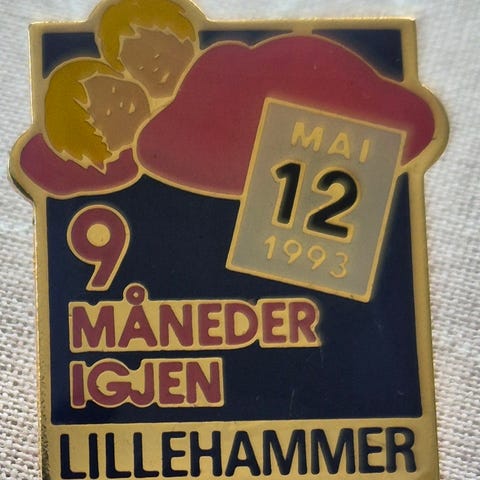 MAI
12
1993
9
MÅNEDER
IGJEN
LILLEHAMMER